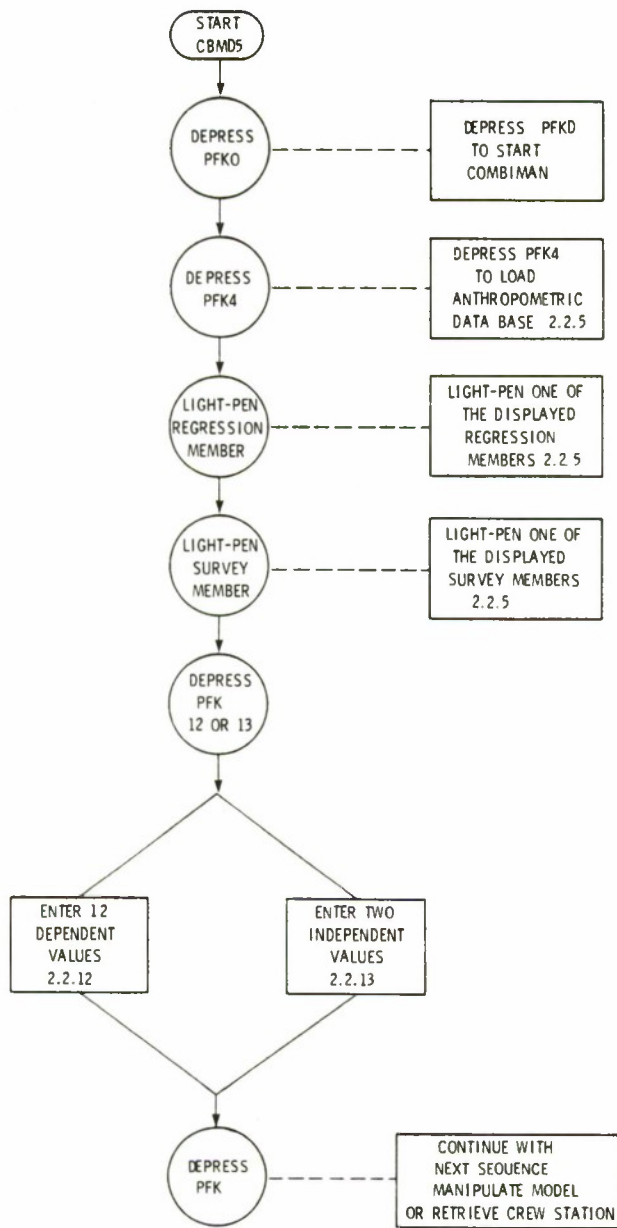 START
CBMD5
DEPRESS
PFK0
DEPRESS PFKD
TO START
COMBIMAN
DEPRESS
PFK4
DEPRESS PFK4
TO LOAD
ANTHROPOMETRIC
DATA BASE 2.2.5
LIGHT-PEN
REGRESSION
MEMBER
LIGHT-PEN ONE OF
THE DISPLAYED
REGRESSION
MEMBERS 2.2.5
LIGHT-PEN
SURVEY
MEMBER
LIGHT-PEN ONE OF
THE DISPLAYED
SURVEY MEMBERS
2.2.5
DEPRESS
PFK
12 OR 13
ENTER 12
DEPENDENT
VALUES
2.2.12
ENTER TWO
INDEPENDENT
VALUES
2.2.13
DEPRESS
PFK
CONTINUE WITH
NEXT SEQUENCE
MANIPULATE MODEL
OR RETRIEVE CREW STATION